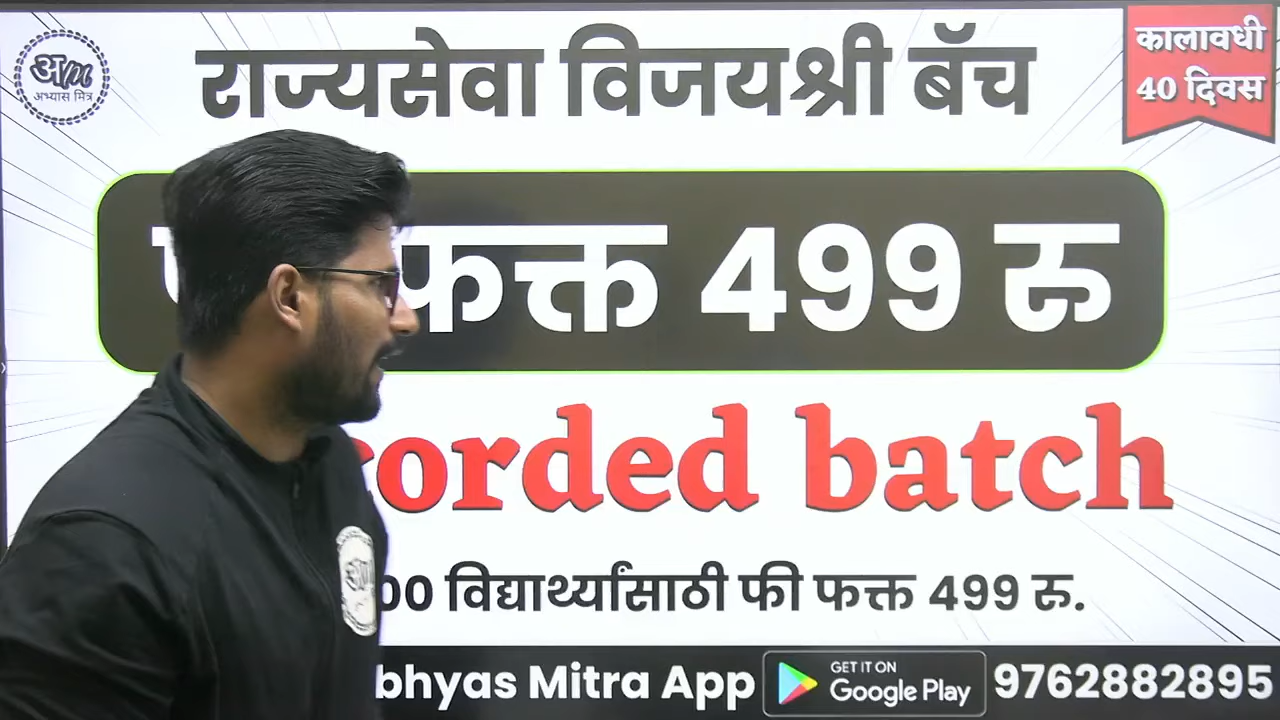 राज्यसेवा विजयश्री बॅच
कालावधी
40 दिवस
अभ्यास मित्र
फक्त 499 रु
corded batch
00 विद्यार्थ्यांसाठी फी फक्त 499 रु.
bhyas Mitra App
GET IT ON
Google Play
9762882895